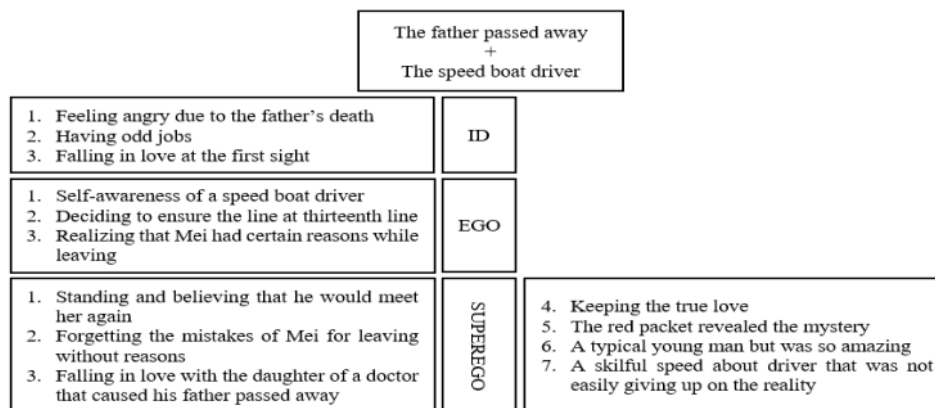 The father passed away
+
The speed boat driver
1. Feeling angry due to the father's death
2. Having odd jobs
3. Falling in love at the first sight
ID
1. Self-awareness of a speed boat driver
2. Deciding to ensure the line at thirteenth line
3. Realizing that Mei had certain reasons while
leaving
EGO
1. Standing and believing that he would meet
her again
2. Forgetting the mistakes of Mei for leaving
without reasons
3. Falling in love with the daughter of a doctor
that caused his father passed away
SUPEREGO
4. Keeping the true love
5. The red packet revealed the mystery
6. A typical young man but was so amazing
7. A skilful speed about driver that was not
easily giving up on the reality